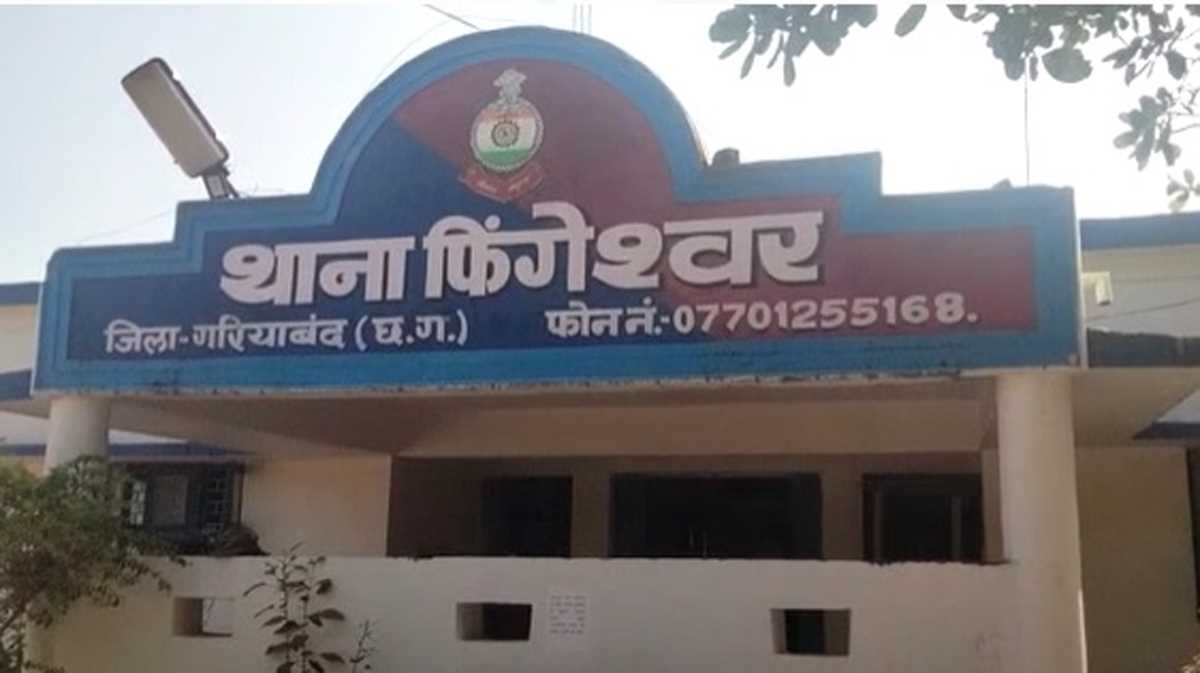 थाना फिंगेश्वर
जिला-गरियाबंद (छ.ग.) फोन नं.-07701255168.